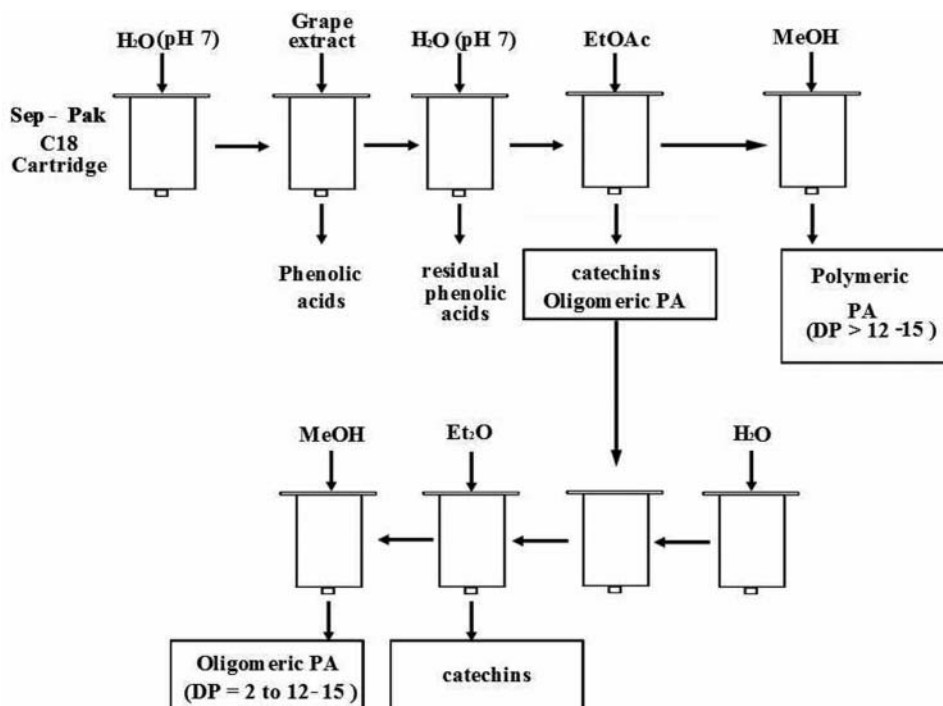 H₂O (pH 7)
Grape
extract
H₂O (pH 7)
EtOAc
MeOH
Sep - Pak
C18
Cartridge
Phenolic
acids
residual
phenolic
acids
catechins
Oligomeric PA
Polymeric
PA
(DP > 12 -15)
MeOH
Et₂O
H₂O
Oligomeric PA
(DP = 2 to 12-15)
catechins